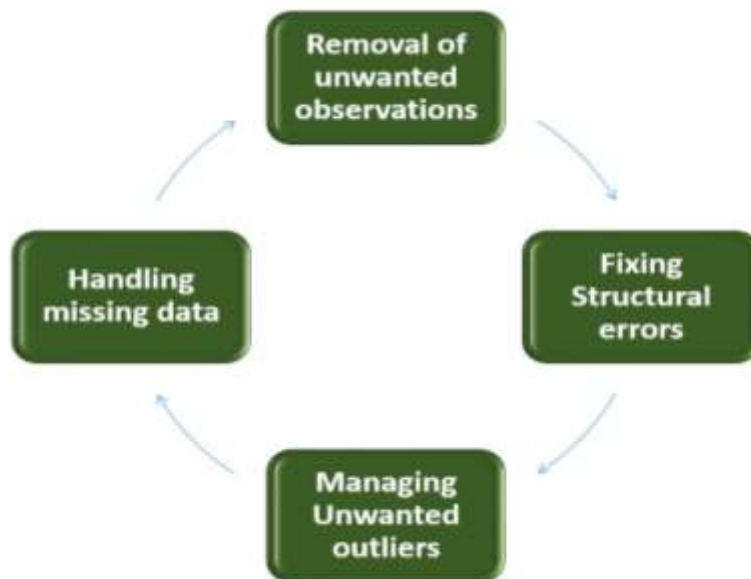 Removal of
unwanted
observations
Handling
missing data
Fixing
Structural
errors
Managing
Unwanted
outliers